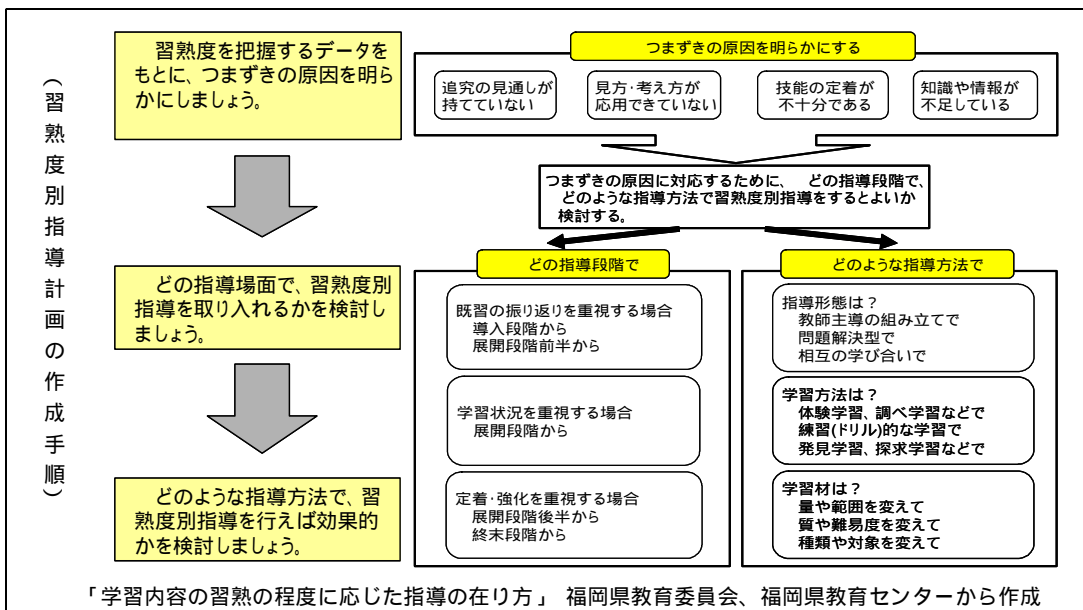 (習熟度別指導計画の作成手順)
習熟度を把握するデータを
もとに、つまずきの原因を明ら
かにしましょう。
どの指導場面で、習熟度別
指導を取り入れるかを検討し
ましょう。
どのような指導方法で、習
熟度別指導を行えば効果的
かを検討しましょう。
つまずきの原因を明らかにする
追究の見通しが
持てていない
見方・考え方が
応用できていない
技能の定着が
不十分である
知識や情報が
不足している
つまずきの原因に対応するために、　どの指導段階で、
どのような指導方法で習熟度別指導をするとよいか
検討する。
どの指導段階で
既習の振り返りを重視する場合
導入段階から
展開段階前半から
学習状況を重視する場合
展開段階から
定着・強化を重視する場合
展開段階後半から
終末段階から
どのような指導方法で
指導形態は？
教師主導の組み立てで
問題解決型で
相互の学び合いで
学習方法は？
体験学習、調べ学習などで
練習(ドリル)的な学習で
発見学習、探求学習などで
学習材は？
量や範囲を変えて
質や難易度を変えて
種類や対象を変えて
「学習内容の習熟の程度に応じた指導の在り方」 福岡県教育委員会、福岡県教育センターから作成